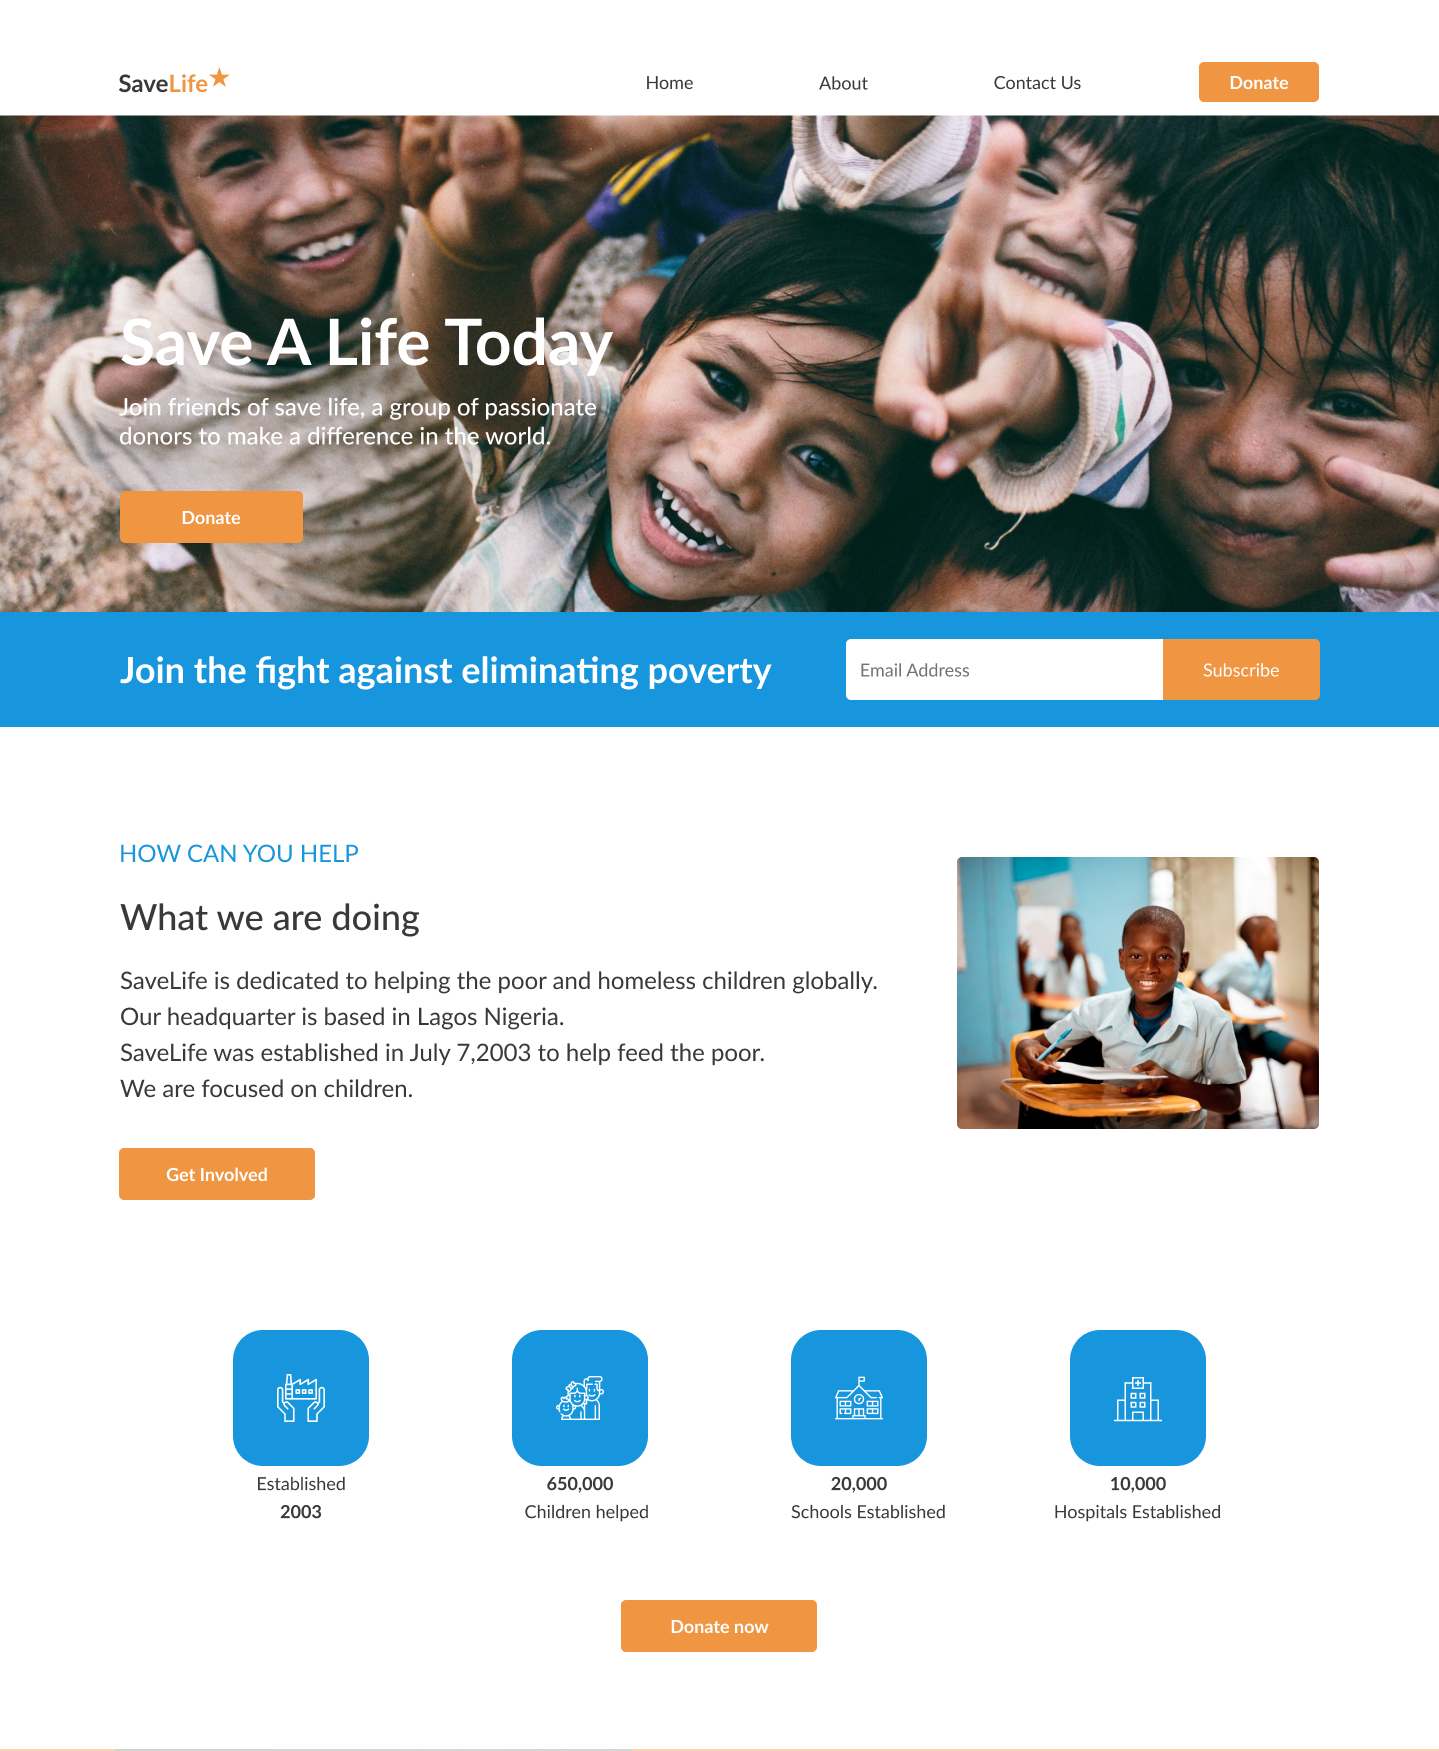 SaveLife
Home
About
Contact Us
Donate
Save A Life Today
Join friends of save life, a group of passionate
donors to make a difference in the world.
Donate
Join the fight against eliminating poverty
Email Address
Subscribe
HOW CAN YOU HELP
What we are doing
SaveLife is dedicated to helping the poor and homeless children globally.
Our headquarter is based in Lagos Nigeria.
SaveLife was established in July 7,2003 to help feed the poor.
We are focused on children.
Get Involved
Established
2003
650,000
Children helped
20,000
Schools Established
10,000
Hospitals Established
Donate now